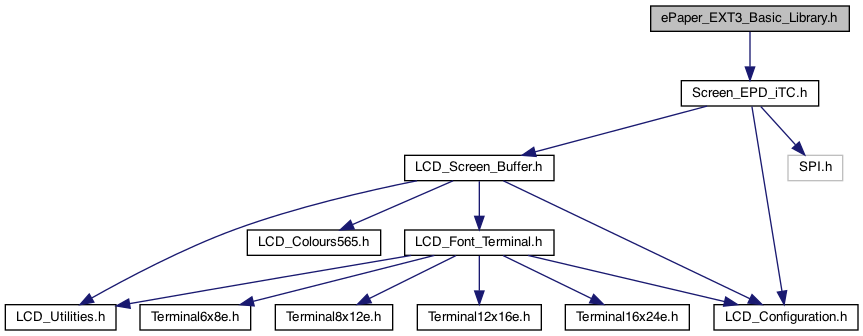 ePaper_EXT3_Basic_Library.h
Screen_EPD_iTC.h
LCD_Screen_Buffer.h
SPI.h
LCD_Colours565.h
LCD_Font_Terminal.h
LCD_Utilities.h
Terminal6x8e.h
Terminal8x12e.h
Terminal12x16e.h
Terminal16x24e.h
LCD_Configuration.h